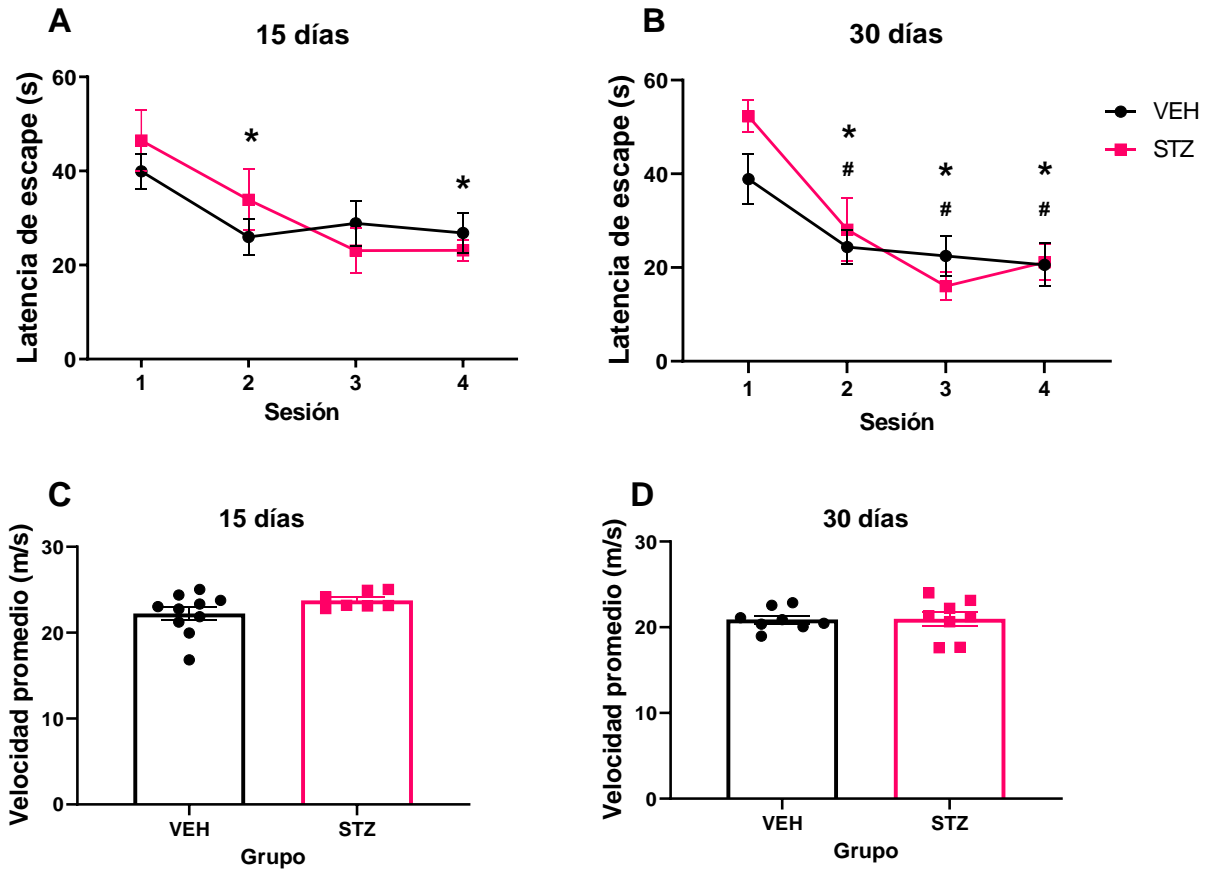 A
15 días
Latencia de escape (s)
60
40
20
0
*
*
1 2 3 4
Sesión
B
30 días
Latencia de escape (s)
60
40
20
0
* * *
# # #
1 2 3 4
Sesión
VEH
STZ
C
15 días
Velocidad promedio (m/s)
30
20
10
0
VEH STZ
Grupo
D
30 días
Velocidad promedio (m/s)
30
20
10
0
VEH STZ
Grupo